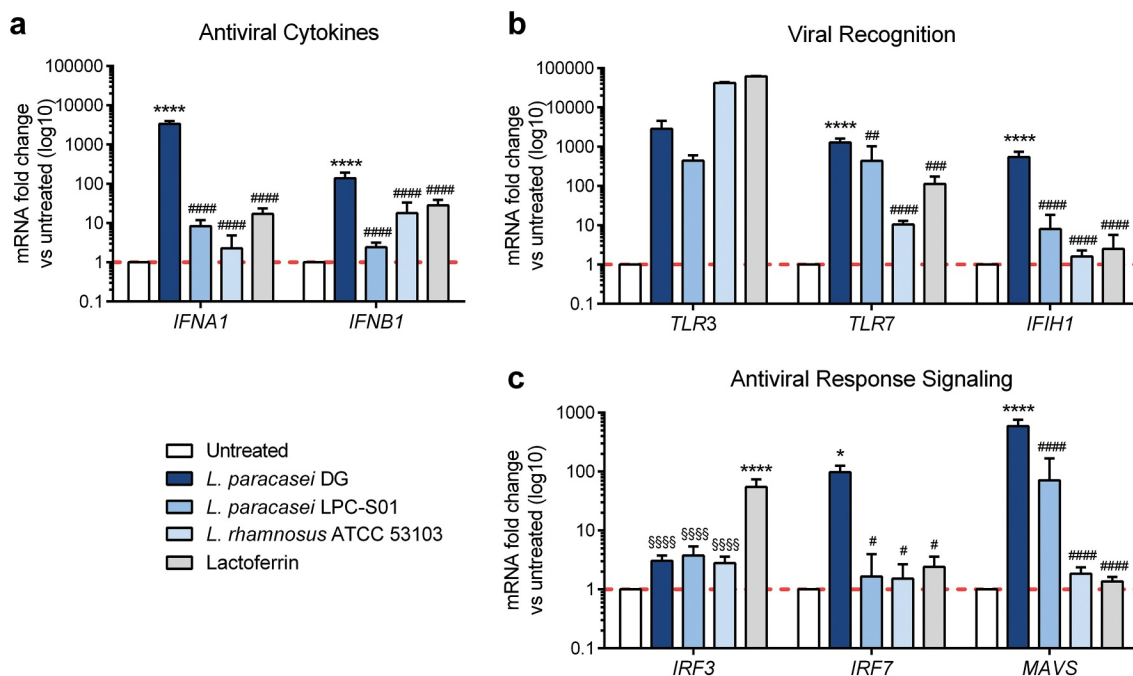 a
Antiviral Cytokines
mRNA fold change
vs untreated (log10)
100000
10000
1000
100
10
1
0.1
****
####
####
####
****
####
####
####
IFNA1
IFNB1
b
Viral Recognition
mRNA fold change
vs untreated (log10)
100000
10000
1000
100
10
1
0.1
****
##
####
###
****
####
####
####
TLR3
TLR7
IFIH1
c
Antiviral Response Signaling
mRNA fold change
vs untreated (log10)
1000
100
10
1
0.1
§§§§
§§§§
§§§§
****
*
#
#
#
****
####
####
####
IRF3
IRF7
MAVS
Untreated
L. paracasei DG
L. paracasei LPC-S01
L. rhamnosus ATCC 53103
Lactoferrin